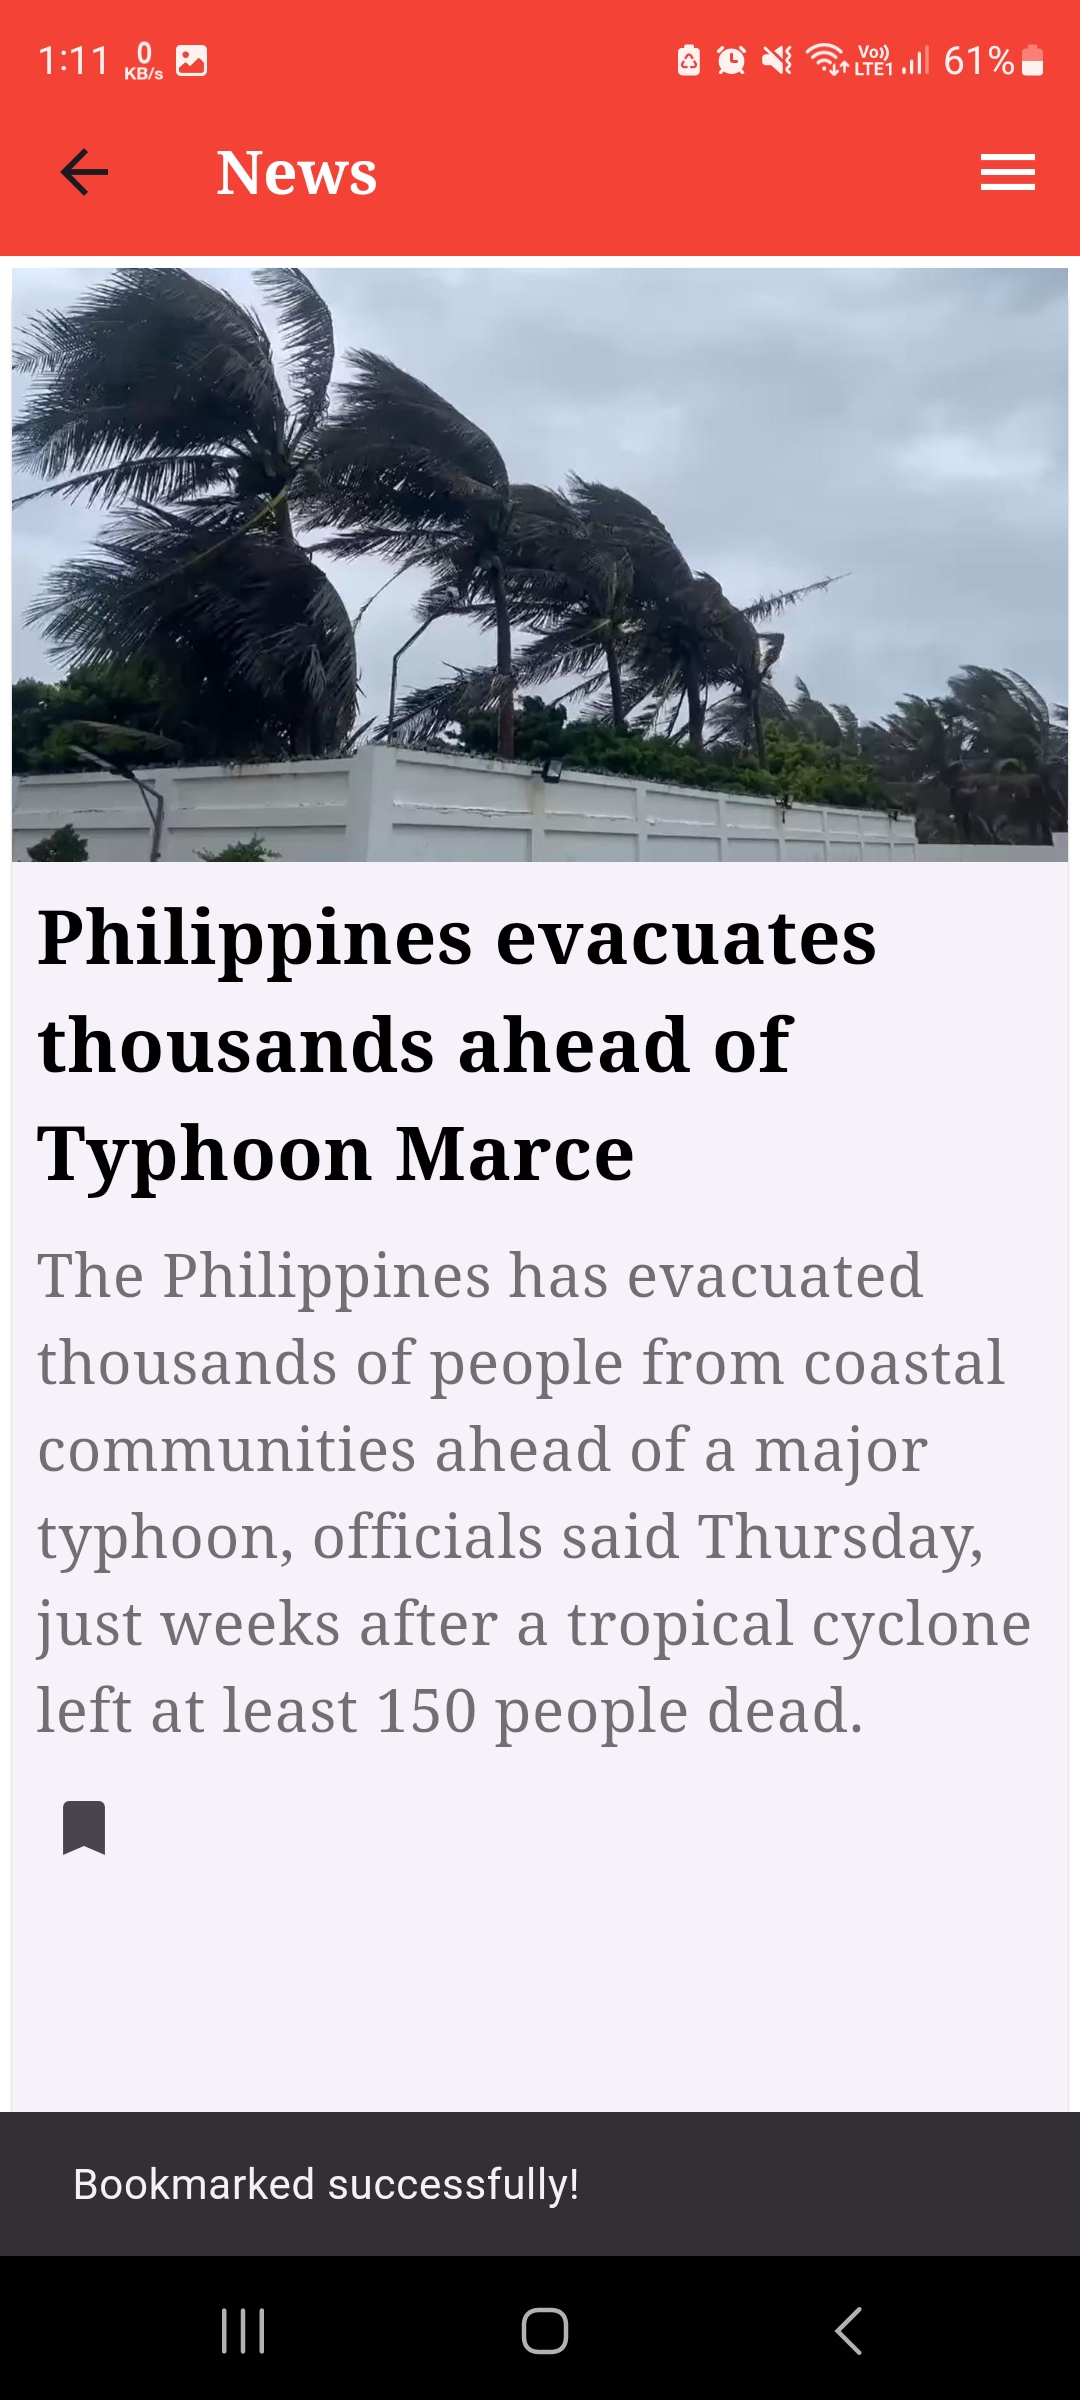 1:11 0 KB/s Vo)) LTE1 61%
News
Philippines evacuates
thousands ahead of
Typhoon Marce
The Philippines has evacuated
thousands of people from coastal
communities ahead of a major
typhoon, officials said Thursday,
just weeks after a tropical cyclone
left at least 150 people dead.
Bookmarked successfully!